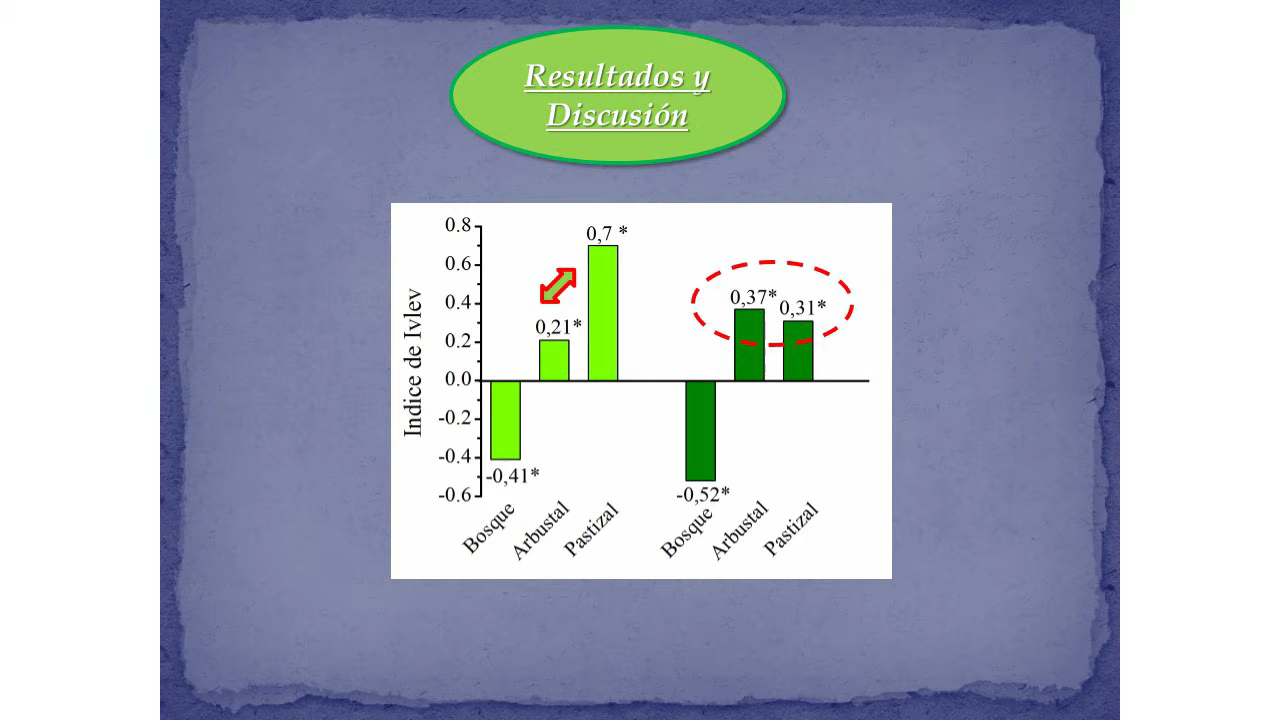 Resultados y
Discusión
Indice de Ivlev
0.8
0.6
0.4
0.2
0.0
-0.2
-0.4
-0.6
-0,41*
0,21*
0,7 *
-0,52*
0,37*
0,31*
Bosque
Arbustal
Pastizal
Bosque
Arbustal
Pastizal